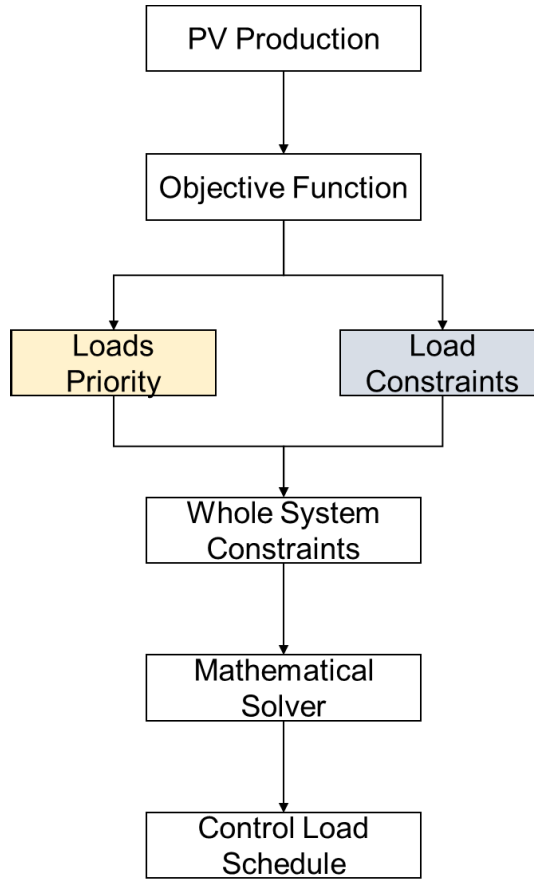 PV Production
Objective Function
Loads
Priority
Load
Constraints
Whole System
Constraints
Mathematical
Solver
Control Load
Schedule